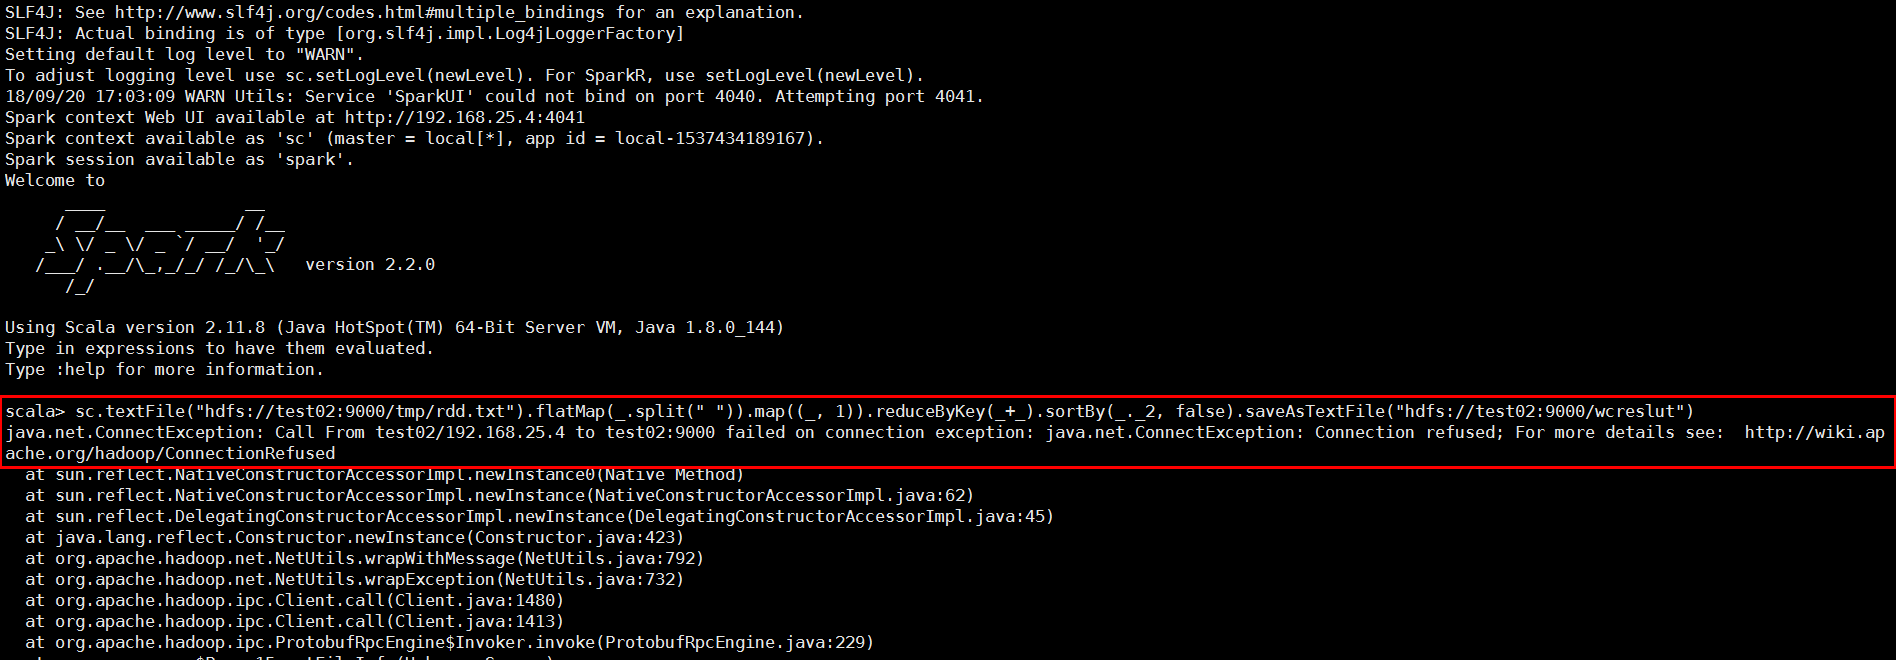 SLF4J: See http://www.slf4j.org/codes.html#multiple_bindings for an explanation.
SLF4J: Actual binding is of type [org.slf4j.impl.Log4jLoggerFactory]
Setting default log level to "WARN".
To adjust logging level use sc.setLogLevel(newLevel). For SparkR, use setLogLevel(newLevel).
18/09/20 17:03:09 WARN Utils: Service 'SparkUI' could not bind on port 4040. Attempting port 4041.
Spark context Web UI available at http://192.168.25.4:4041
Spark context available as 'sc' (master = local[*], app id = local-1537434189167).
Spark session available as 'spark'.
Welcome to
      ____              __
     / __/__  ___ _____/ /__
    _\ \/ _ \/ _ `/ __/  '_/
   /___/ .__/\_,_/_/ /_/\_\   version 2.2.0
      /_/
Using Scala version 2.11.8 (Java HotSpot(TM) 64-Bit Server VM, Java 1.8.0_144)
Type in expressions to have them evaluated.
Type :help for more information.
scala> sc.textFile("hdfs://test02:9000/tmp/rdd.txt").flatMap(_.split(" ")).map((_, 1)).reduceByKey(_+_).sortBy(_._2, false).saveAsTextFile("hdfs://test02:9000/wcreslut")
java.net.ConnectException: Call From test02/192.168.25.4 to test02:9000 failed on connection exception: java.net.ConnectException: Connection refused; For more details see:  http://wiki.ap
ache.org/hadoop/ConnectionRefused
  at sun.reflect.NativeConstructorAccessorImpl.newInstance0(Native Method)
  at sun.reflect.NativeConstructorAccessorImpl.newInstance(NativeConstructorAccessorImpl.java:62)
  at sun.reflect.DelegatingConstructorAccessorImpl.newInstance(DelegatingConstructorAccessorImpl.java:45)
  at java.lang.reflect.Constructor.newInstance(Constructor.java:423)
  at org.apache.hadoop.net.NetUtils.wrapWithMessage(NetUtils.java:792)
  at org.apache.hadoop.net.NetUtils.wrapException(NetUtils.java:732)
  at org.apache.hadoop.ipc.Client.call(Client.java:1480)
  at org.apache.hadoop.ipc.Client.call(Client.java:1413)
  at org.apache.hadoop.ipc.ProtobufRpcEngine$Invoker.invoke(ProtobufRpcEngine.java:229)